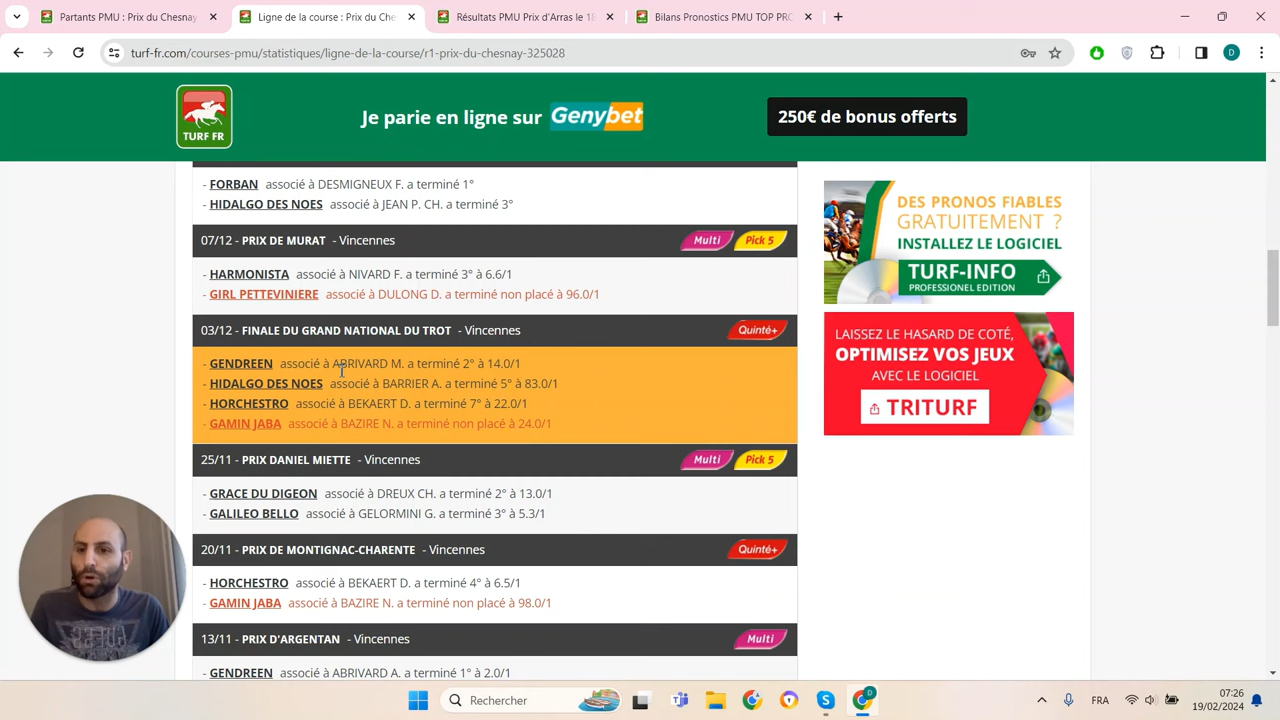 Partants PMU : Prix du Chesnay
Ligne de la course : Prix du Che
Résultats PMU Prix d'Arras le 18
Bilans Pronostics PMU TOP PRO
turf-fr.com/courses-pmu/statistiques/ligne-de-la-course/r1-prix-du-chesnay-325028
D
TURF FR
Je parie en ligne sur Genybet
250€ de bonus offerts
- FORBAN associé à DESMIGNEUX F. a terminé 1°
- HIDALGO DES NOES associé à JEAN P. CH. a terminé 3°
07/12 - PRIX DE MURAT - Vincennes Multi Pick 5
- HARMONISTA associé à NIVARD F. a terminé 3° à 6.6/1
- GIRL PETTEVINIERE associé à DULONG D. a terminé non placé à 96.0/1
03/12 - FINALE DU GRAND NATIONAL DU TROT - Vincennes Quinté+
- GENDREEN associé à ABRIVARD M. a terminé 2° à 14.0/1
- HIDALGO DES NOES associé à BARRIER A. a terminé 5° à 83.0/1
- HORCHESTRO associé à BEKAERT D. a terminé 7° à 22.0/1
- GAMIN JABA associé à BAZIRE N. a terminé non placé à 24.0/1
25/11 - PRIX DANIEL MIETTE - Vincennes Multi Pick 5
- GRACE DU DIGEON associé à DREUX CH. a terminé 2° à 13.0/1
- GALILEO BELLO associé à GELORMINI G. a terminé 3° à 5.3/1
20/11 - PRIX DE MONTIGNAC-CHARENTE - Vincennes Quinté+
- HORCHESTRO associé à BEKAERT D. a terminé 4° à 6.5/1
- GAMIN JABA associé à BAZIRE N. a terminé non placé à 98.0/1
13/11 - PRIX D'ARGENTAN - Vincennes Multi
- GENDREEN associé à ABRIVARD A. a terminé 1° à 2.0/1
DES PRONOS FIABLES
GRATUITEMENT ?
INSTALLEZ LE LOGICIEL
TURF-INFO
PROFESIONEL EDITION
LAISSEZ LE HASARD DE COTÉ,
OPTIMISEZ VOS JEUX
AVEC LE LOGICIEL
TRITURF
Rechercher
D
FRA
07:26
19/02/2024